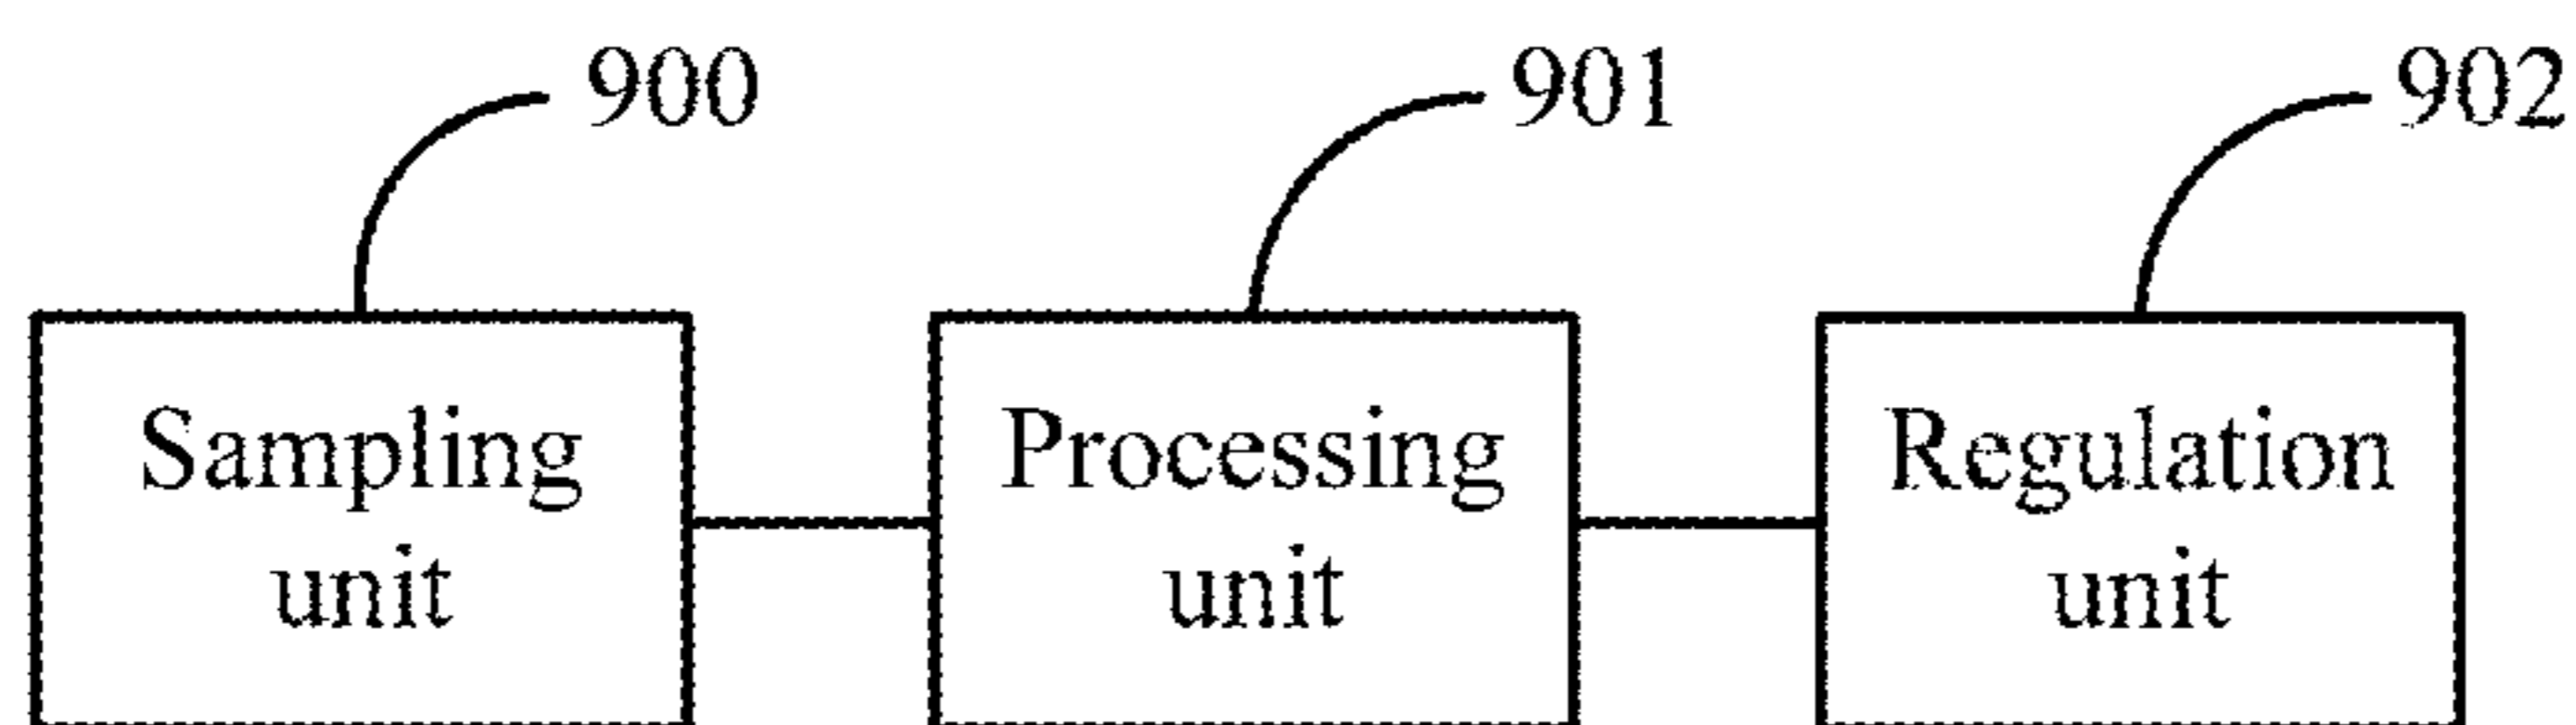 900
901
902
Sampling
unit
Processing
unit
Regulation
unit